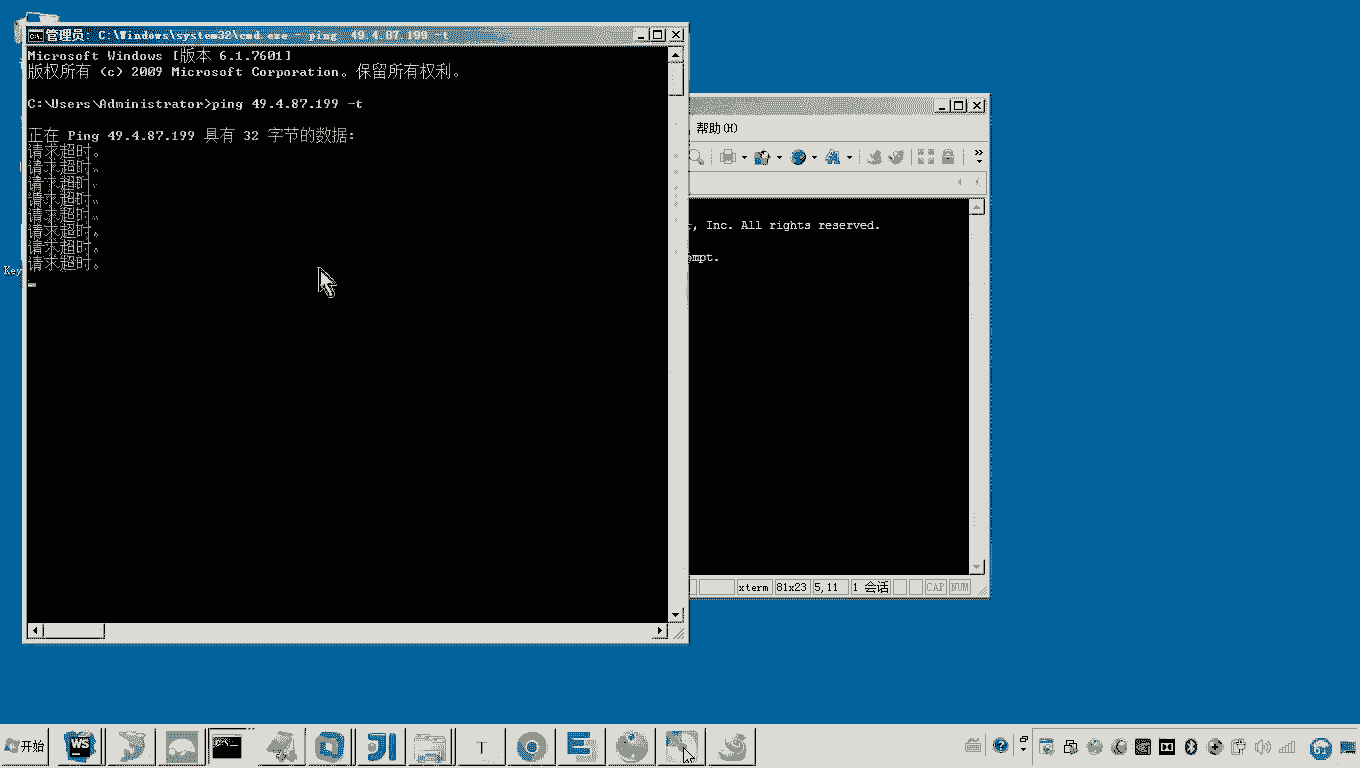 管理员: C:\Windows\system32\cmd.exe - ping  49.4.87.199 -t
Microsoft Windows [版本 6.1.7601]
版权所有 (c) 2009 Microsoft Corporation。保留所有权利。
C:\Users\Administrator>ping 49.4.87.199 -t
正在 Ping 49.4.87.199 具有 32 字节的数据:
请求超时。
请求超时。
请求超时。
请求超时。
请求超时。
请求超时。
请求超时。
请求超时。
Key
帮助(H)
, Inc. All rights reserved.
mpt.
xterm 81x23 5,11 1 会话 CAP NUM
开始 WS T